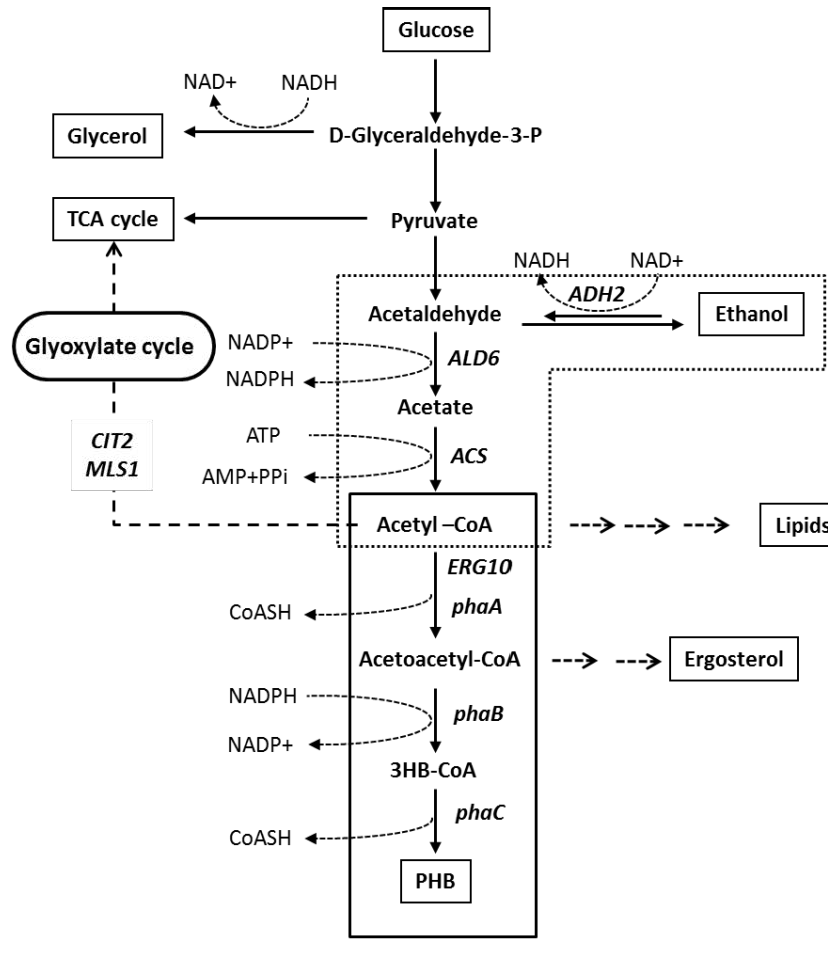 Glucose
NAD+ NADH
Glycerol
D-Glyceraldehyde-3-P
TCA cycle
Pyruvate
NADH NAD+
ADH2
Acetaldehyde
Ethanol
Glyoxylate cycle
NADP+
ALD6
NADPH
Acetate
CIT2
MLS1
ATP
ACS
AMP+PPi
Acetyl –CoA
Lipids
ERG10
phaA
CoASH
Acetoacetyl-CoA
Ergosterol
NADPH
phaB
NADP+
3HB-CoA
phaC
CoASH
PHB